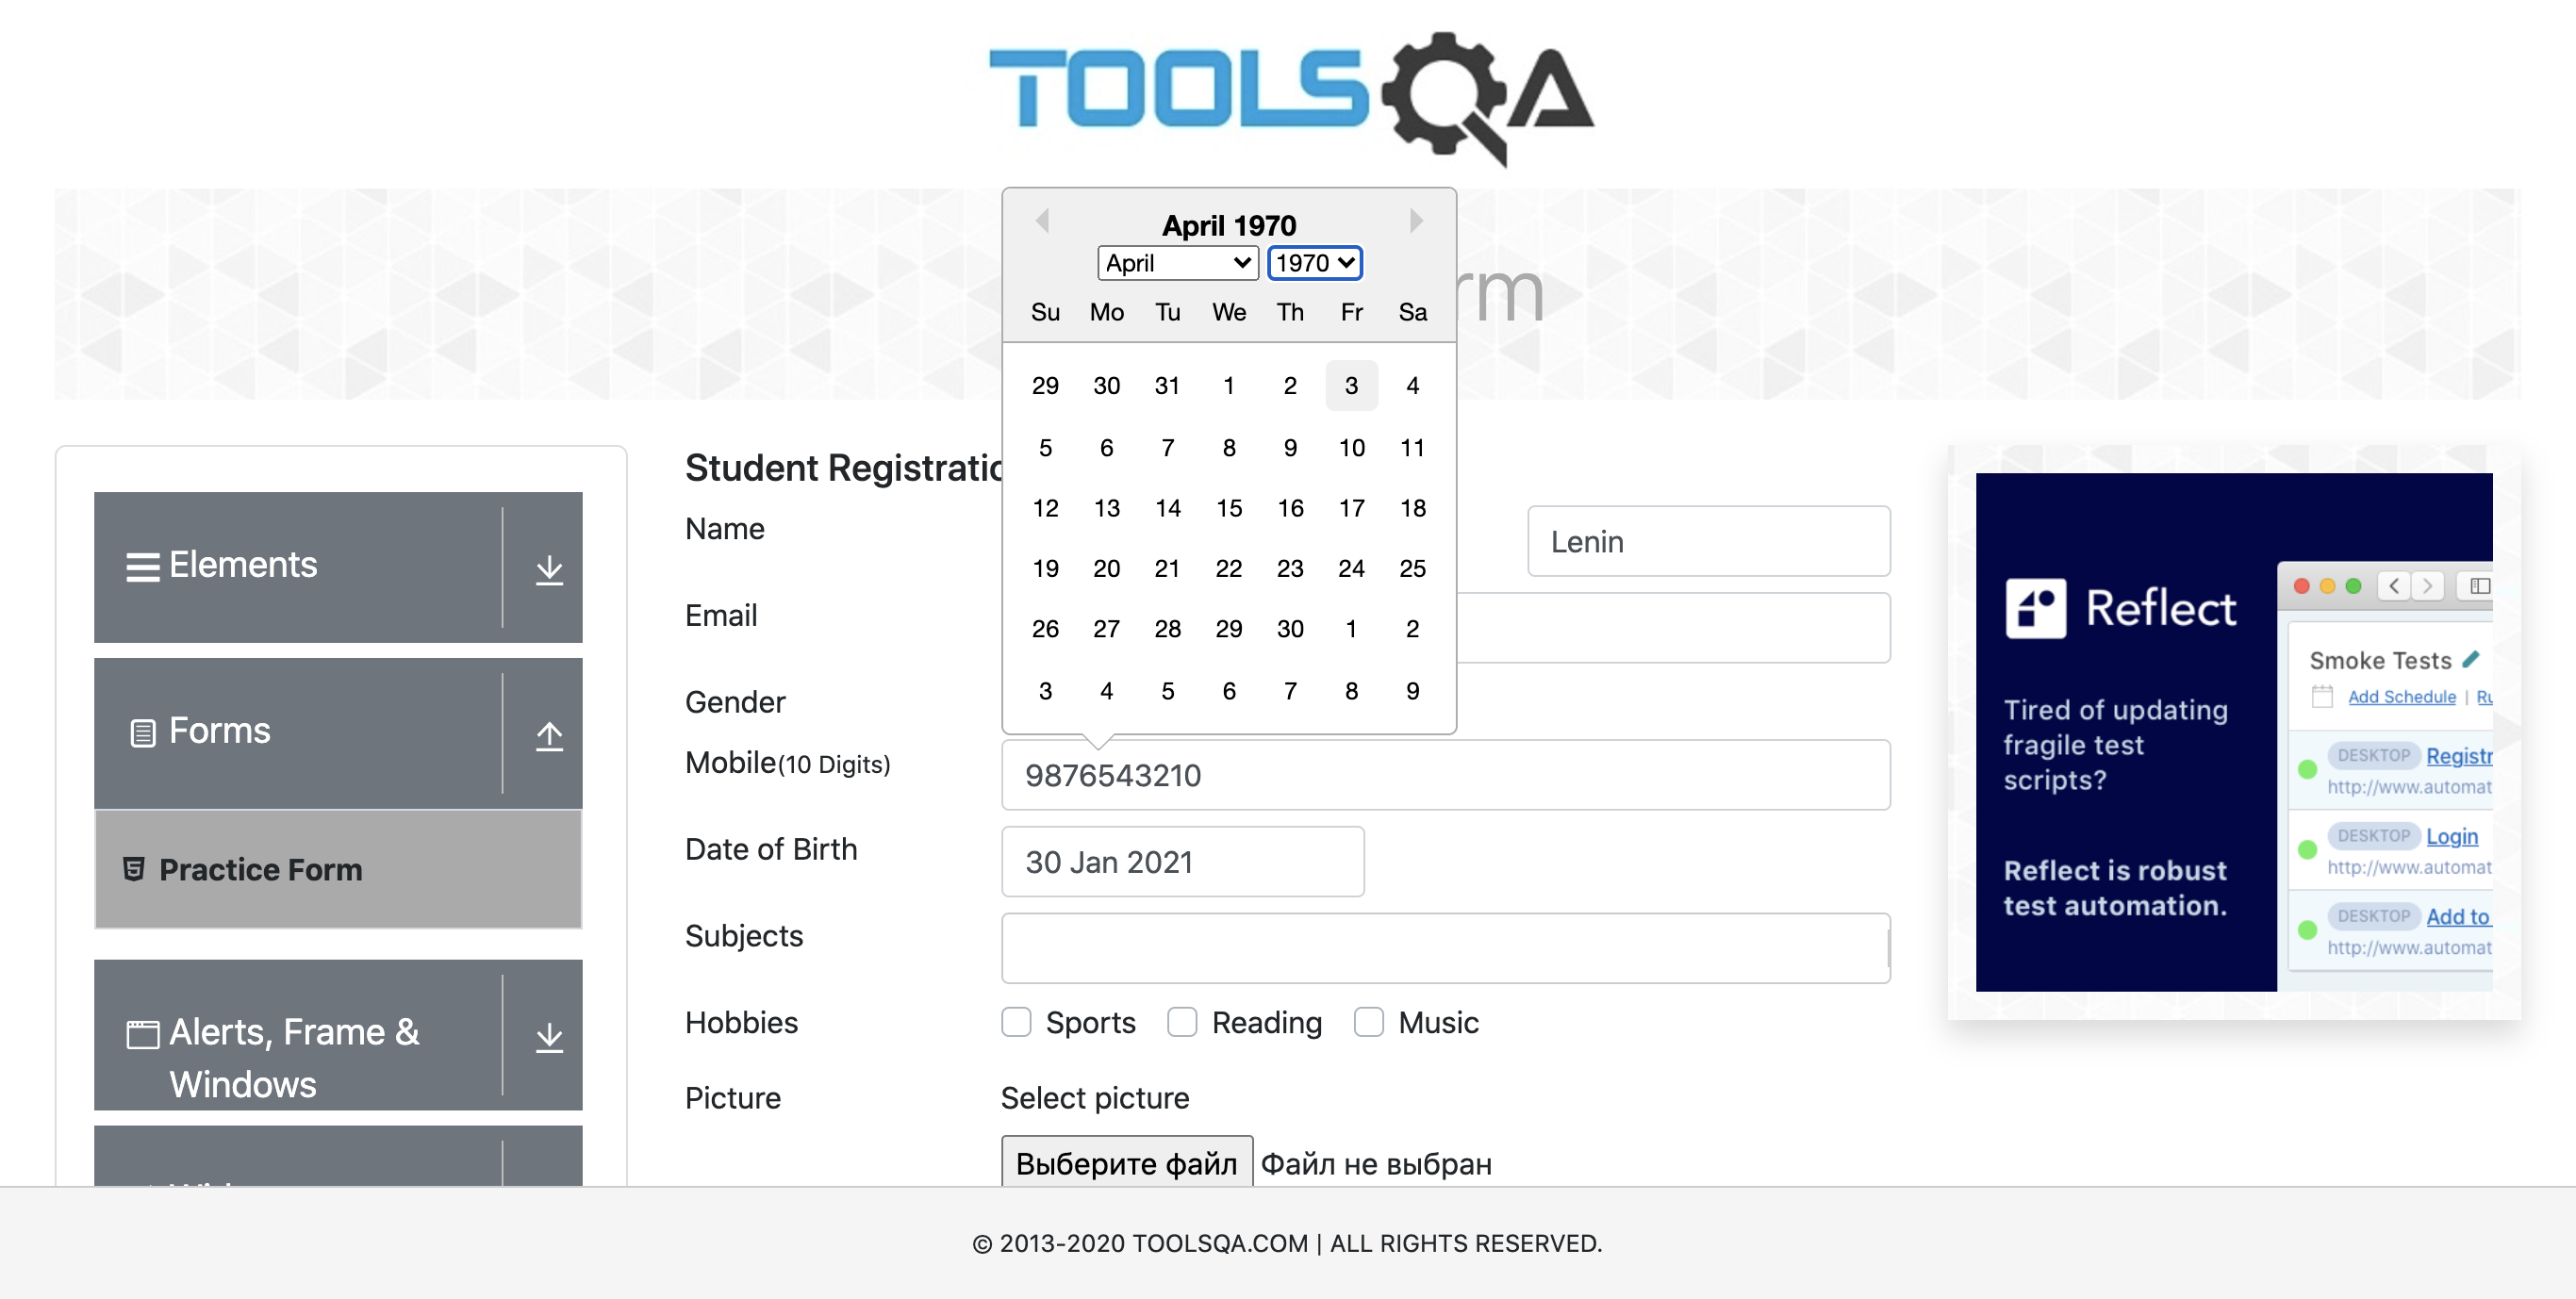 TOOLSQA
April 1970
April 1970
rm
Su Mo Tu We Th Fr Sa
29 30 31 1 2 3 4
5 6 7 8 9 10 11
12 13 14 15 16 17 18
19 20 21 22 23 24 25
26 27 28 29 30 1 2
3 4 5 6 7 8 9
Elements
Forms
Practice Form
Alerts, Frame &
Windows
Student Registratio
Name
Lenin
Email
Gender
Mobile(10 Digits)
9876543210
Date of Birth
30 Jan 2021
Subjects
Hobbies
Sports Reading Music
Picture
Select picture
Выберите файл Файл не выбран
Reflect
Tired of updating
fragile test
scripts?
Reflect is robust
test automation.
Smoke Tests
Add Schedule | Ru
DESKTOP Registr
http://www.automat
DESKTOP Login
http://www.automat
DESKTOP Add to
http://www.automat
© 2013-2020 TOOLSQA.COM | ALL RIGHTS RESERVED.